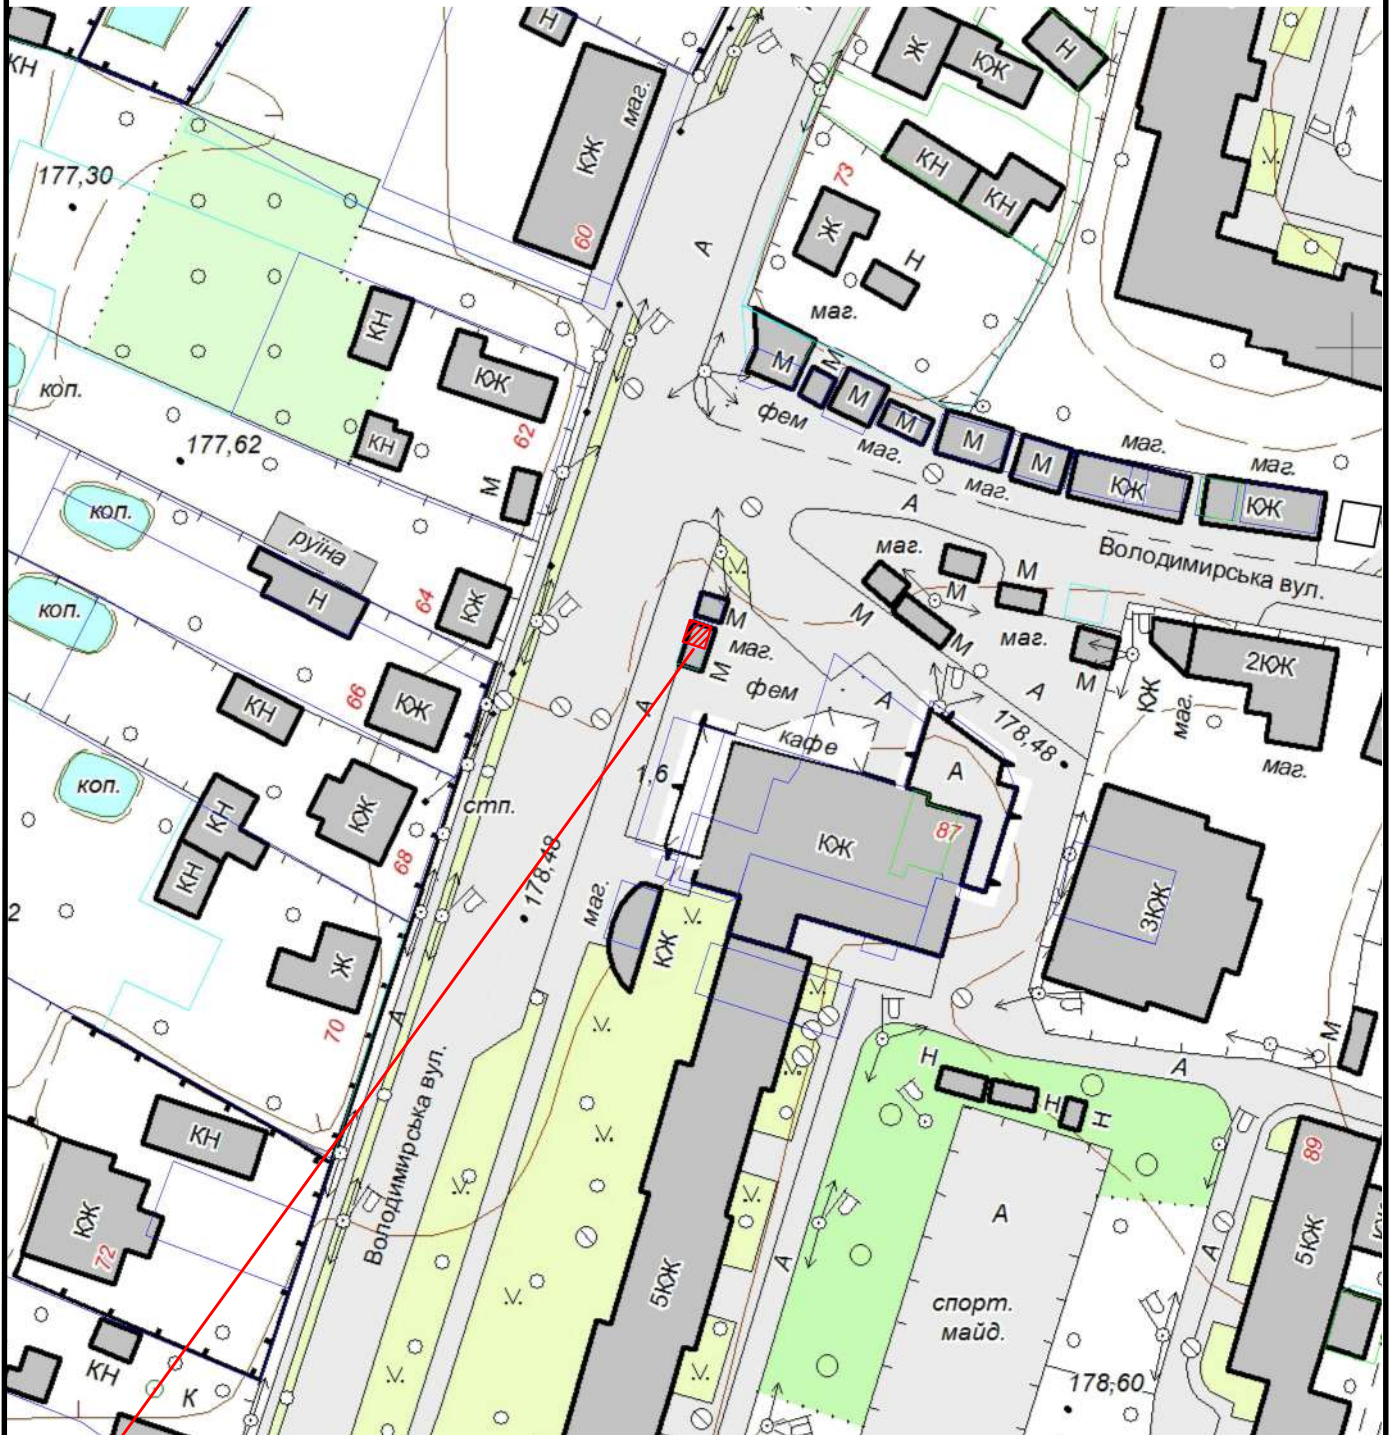 Н
КН
маг.
КЖ
60
Ж
КЖ
Н
177,30
73
КН
КН
Ж
Н
А
маг.
КН
КЖ
62
коп.
КН
177,62
М
М
М
М
М
М
фем
маг.
маг.
маг.
КЖ
маг.
КЖ
М
коп.
руїна
Н
64
КЖ
А
Володимирська вул.
маг.
М
М
М
М
маг.
М
коп.
М
маг.
М
фем
КЖ
маг.
2КЖ
маг.
66
КЖ
КН
А
А
А
178,48
кафе
А
1,6
коп.
КН
КН
КЖ
68
стп.
178,48
КЖ
87
3КЖ
2
маг.
КЖ
Ж
70
А
М
Н
Н
Н
А
Володимирська вул.
КН
КЖ
72
А
89
5КЖ
КЖ
А
А
5КЖ
спорт.
майд.
КН
К
178,60